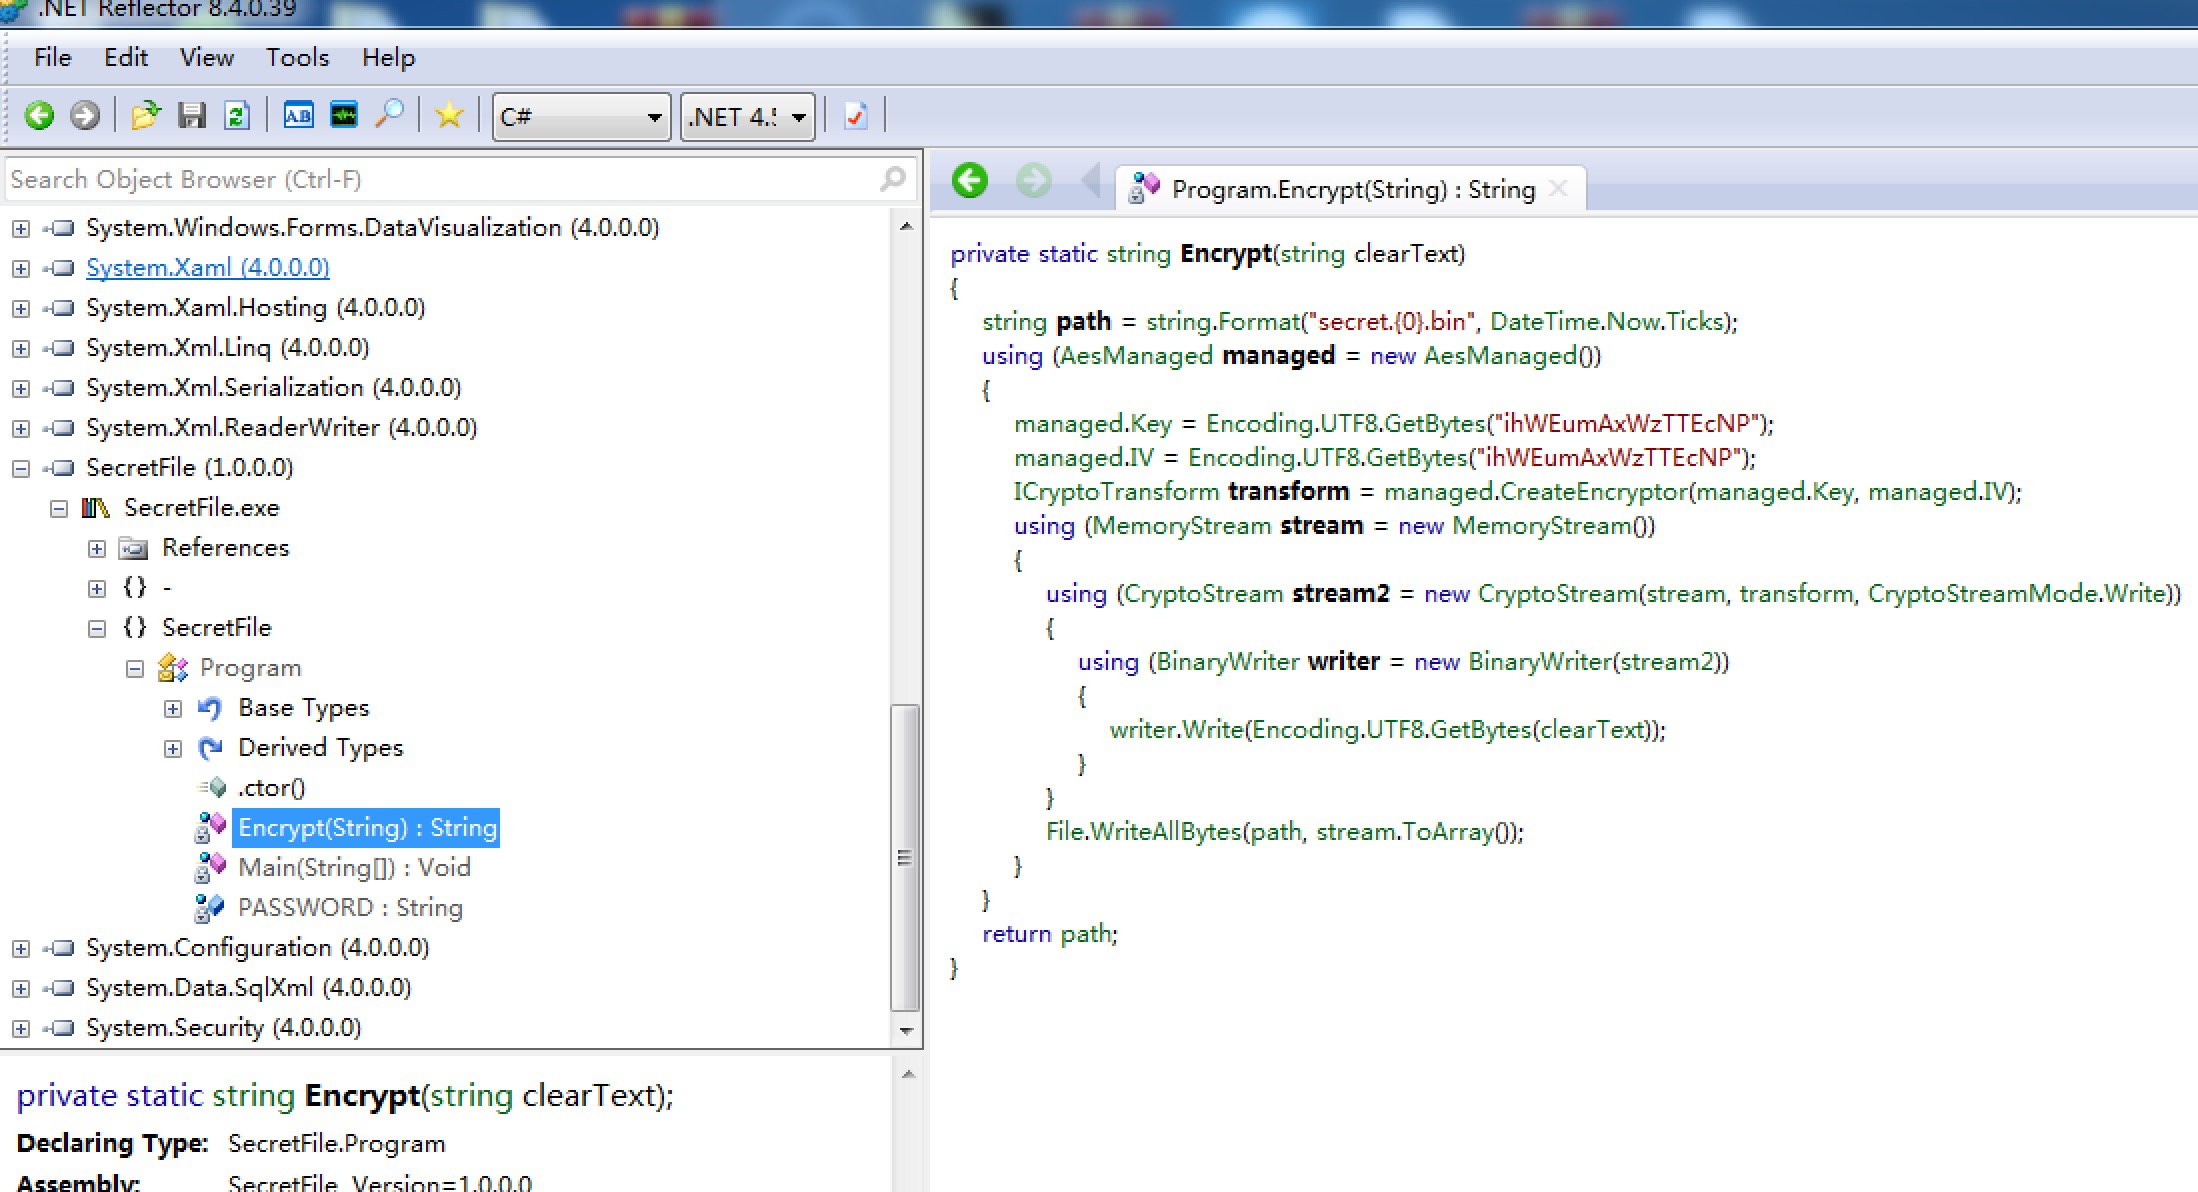 .NET Reflector 8.4.0.39
File Edit View Tools Help
C# .NET 4.5
Search Object Browser (Ctrl-F)
System.Windows.Forms.DataVisualization (4.0.0.0)
System.Xaml (4.0.0.0)
System.Xaml.Hosting (4.0.0.0)
System.Xml.Linq (4.0.0.0)
System.Xml.Serialization (4.0.0.0)
System.Xml.ReaderWriter (4.0.0.0)
SecretFile (1.0.0.0)
SecretFile.exe
References
{} -
{} SecretFile
Program
Base Types
Derived Types
.ctor()
Encrypt(String) : String
Main(String[]) : Void
PASSWORD : String
System.Configuration (4.0.0.0)
System.Data.SqlXml (4.0.0.0)
System.Security (4.0.0.0)
private static string Encrypt(string clearText);
Declaring Type: SecretFile.Program
Assembly: SecretFile, Version=1.0.0.0
Program.Encrypt(String) : String
private static string Encrypt(string clearText)
{
string path = string.Format("secret.{0}.bin", DateTime.Now.Ticks);
using (AesManaged managed = new AesManaged())
{
managed.Key = Encoding.UTF8.GetBytes("ihWEumAxWzTTEcNP");
managed.IV = Encoding.UTF8.GetBytes("ihWEumAxWzTTEcNP");
ICryptoTransform transform = managed.CreateEncryptor(managed.Key, managed.IV);
using (MemoryStream stream = new MemoryStream())
{
using (CryptoStream stream2 = new CryptoStream(stream, transform, CryptoStreamMode.Write))
{
using (BinaryWriter writer = new BinaryWriter(stream2))
{
writer.Write(Encoding.UTF8.GetBytes(clearText));
}
}
File.WriteAllBytes(path, stream.ToArray());
}
}
return path;
}